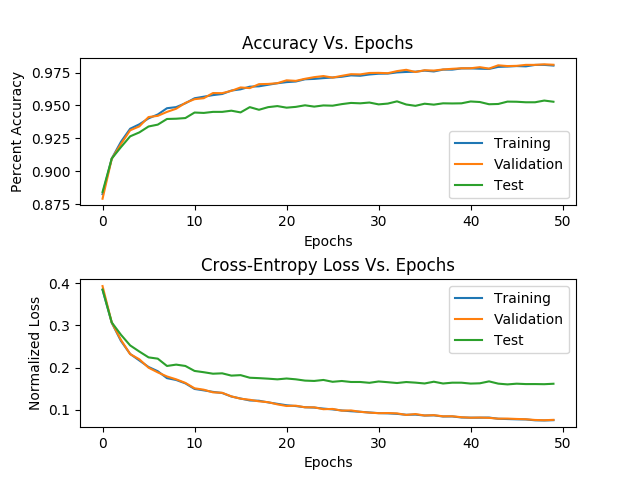 Accuracy Vs. Epochs
Percent Accuracy
0.975
0.950
0.925
0.900
0.875
Training
Validation
Test
0 10 20 30 40 50
Epochs
Cross-Entropy Loss Vs. Epochs
Normalized Loss
0.4
0.3
0.2
0.1
Training
Validation
Test
0 10 20 30 40 50
Epochs